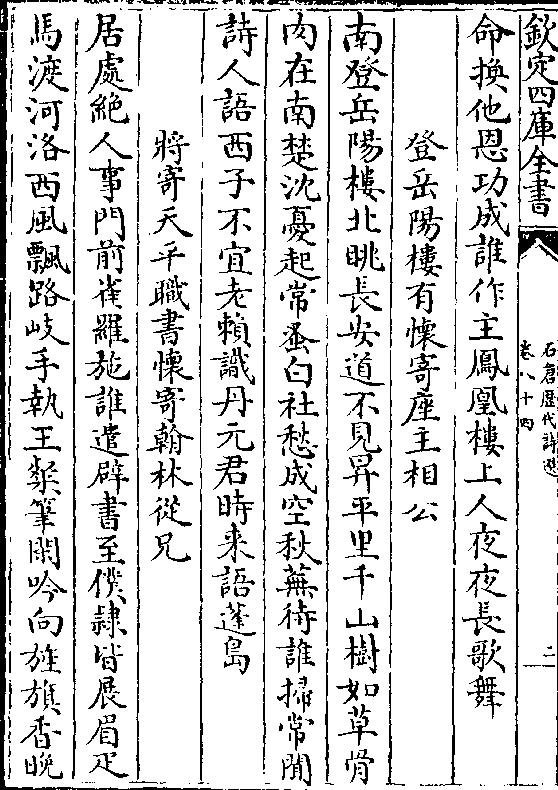 欽定四庫全書
石倉歷代詩選
卷八十四
二
命換他恩功成誰作主鳳凰樓上人夜夜長歌舞
登岳陽樓有懷寄座主相公
南登岳陽樓北眺長安道不見昇平里千山樹如草骨
肉在南楚沈憂起常蚤白社愁成空秋蕪待誰掃常聞
詩人語西子不宜老賴識丹元君時来語蓬島
將寄天平職書懷寄翰林從兄
居處絶人事門前雀羅施誰遣辟書至僕隸皆展眉疋
馬渡河洛西風飄路岐手執王粲筆閑吟向旌旗香晚